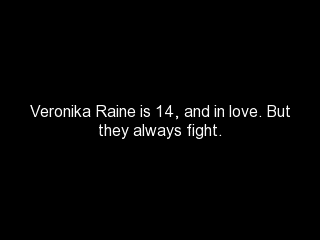 Veronika Raine is 14, and in love. But
they always fight.